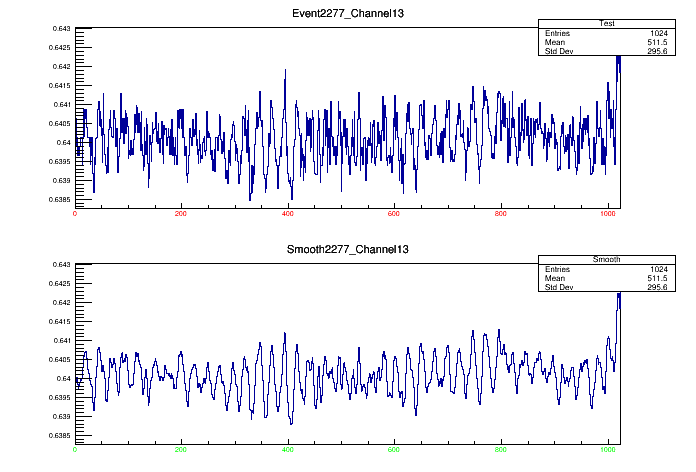 Event2277_Channel13
Test
Entries 1024
Mean 511.5
Std Dev 295.6
0.643
0.6425
0.642
0.6415
0.641
0.6405
0.64
0.6395
0.639
0.6385
0 200 400 600 800 1000
Smooth2277_Channel13
Smooth
Entries 1024
Mean 511.5
Std Dev 295.6
0.643
0.6425
0.642
0.6415
0.641
0.6405
0.64
0.6395
0.639
0.6385
0 200 400 600 800 1000